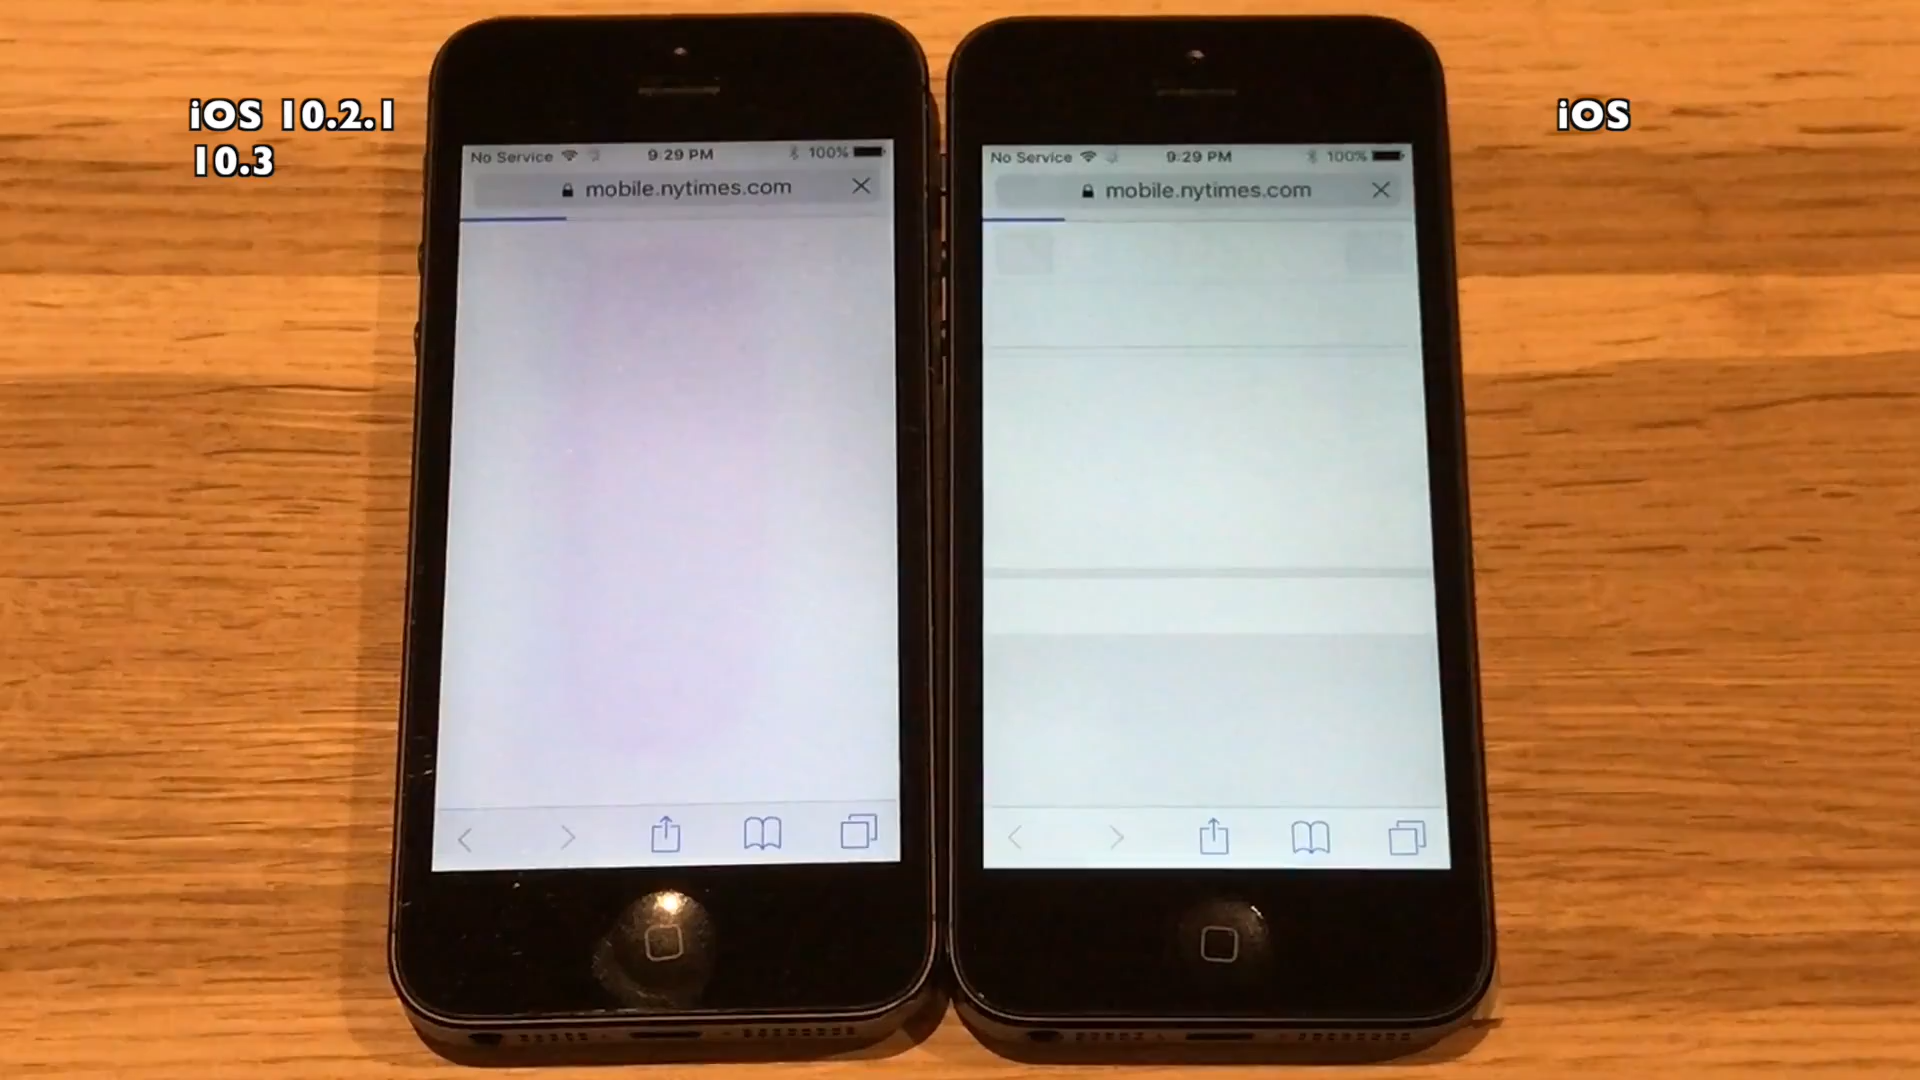 iOS 10.2.1
10.3
iOS
No Service 9:29 PM 100%
mobile.nytimes.com
No Service 9:29 PM 100%
mobile.nytimes.com